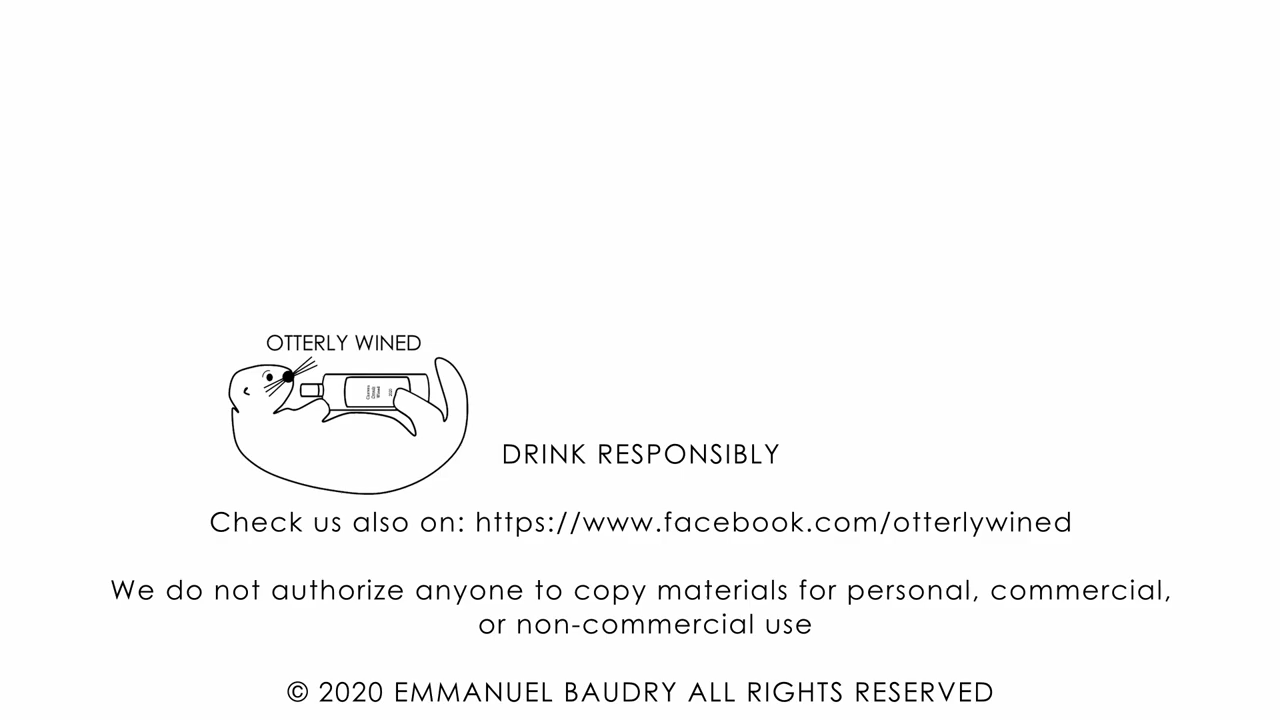 OTTERLY WINED
DRINK RESPONSIBLY
Check us also on: https://www.facebook.com/otterlywined
We do not authorize anyone to copy materials for personal, commercial,
or non-commercial use
© 2020 EMMANUEL BAUDRY ALL RIGHTS RESERVED